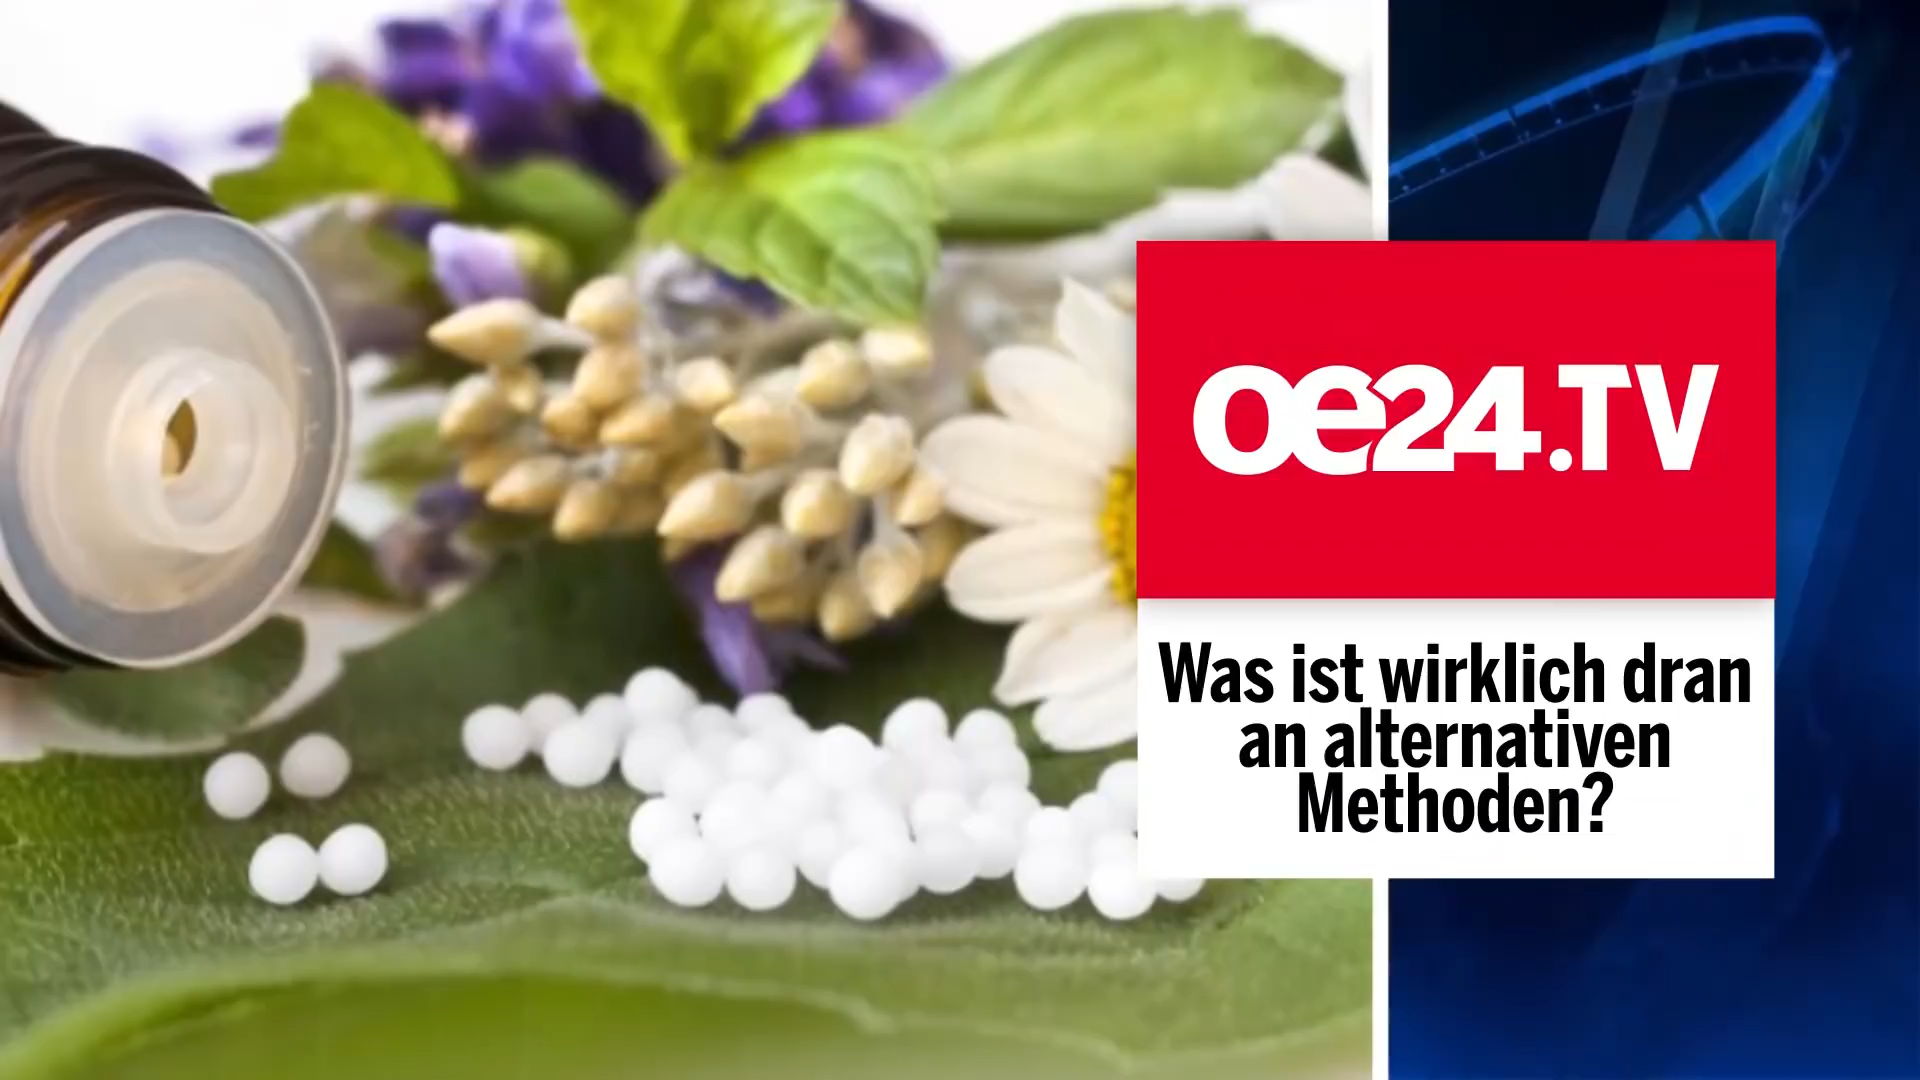 oe24.TV
Was ist wirklich dran
an alternativen
Methoden?